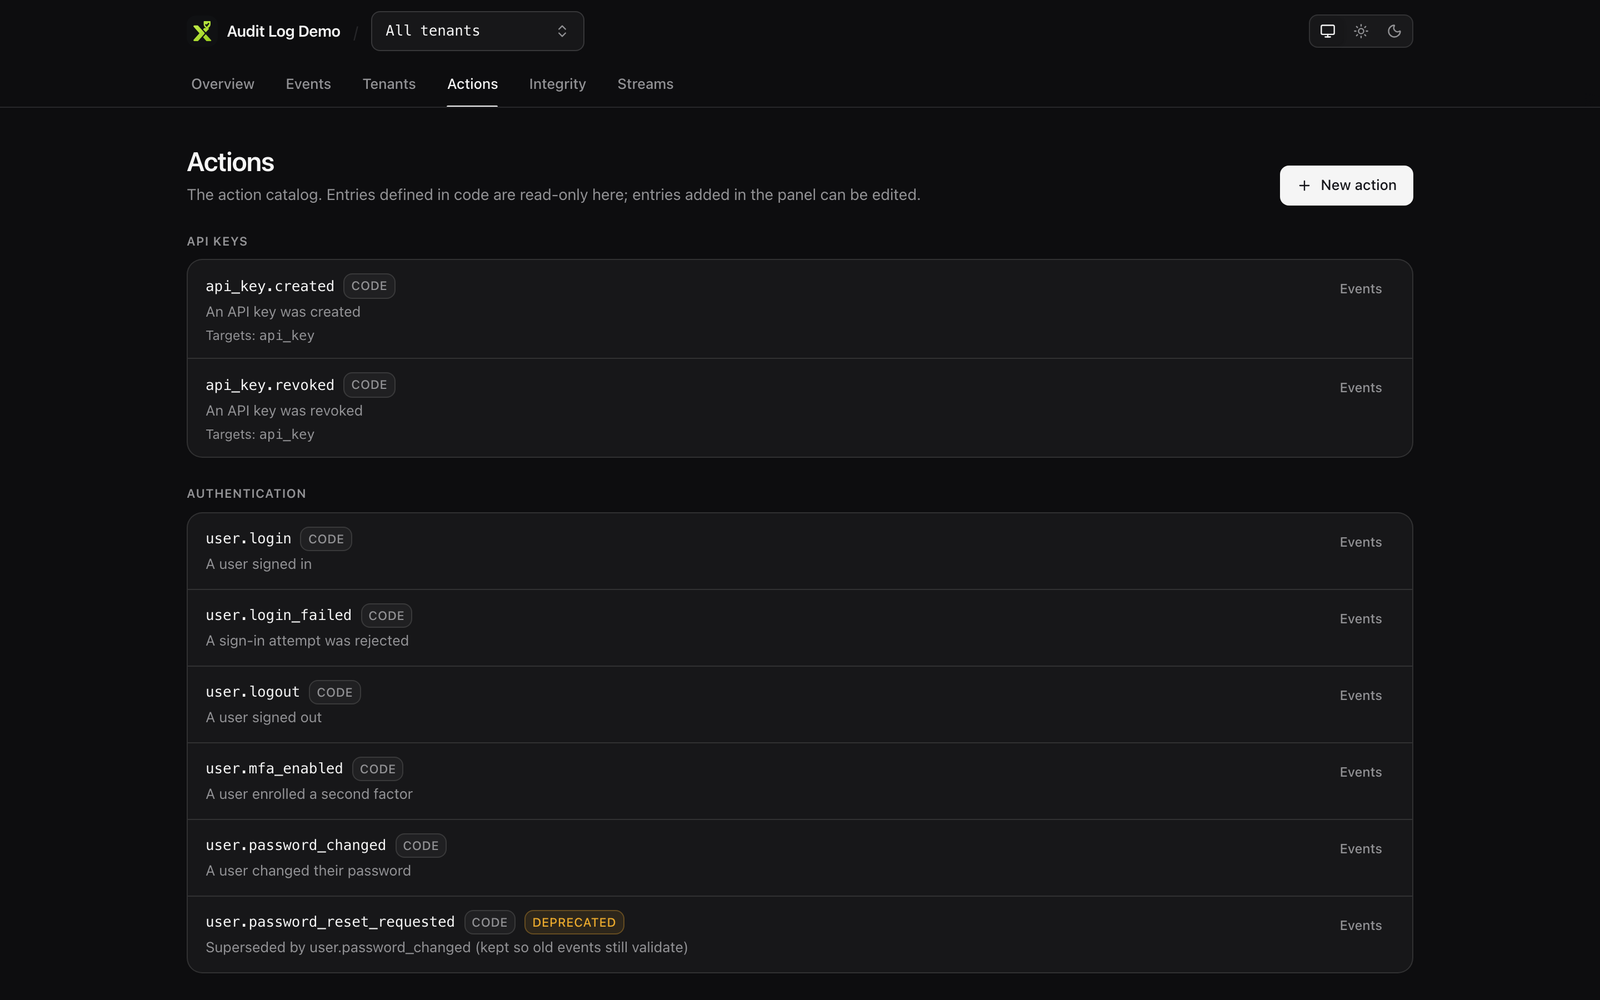 Audit Log Demo / All tenants
Overview Events Tenants Actions Integrity Streams
Actions
The action catalog. Entries defined in code are read-only here; entries added in the panel can be edited.
+ New action
API KEYS
api_key.created CODE Events
An API key was created
Targets: api_key
api_key.revoked CODE Events
An API key was revoked
Targets: api_key
AUTHENTICATION
user.login CODE Events
A user signed in
user.login_failed CODE Events
A sign-in attempt was rejected
user.logout CODE Events
A user signed out
user.mfa_enabled CODE Events
A user enrolled a second factor
user.password_changed CODE Events
A user changed their password
user.password_reset_requested CODE DEPRECATED Events
Superseded by user.password_changed (kept so old events still validate)